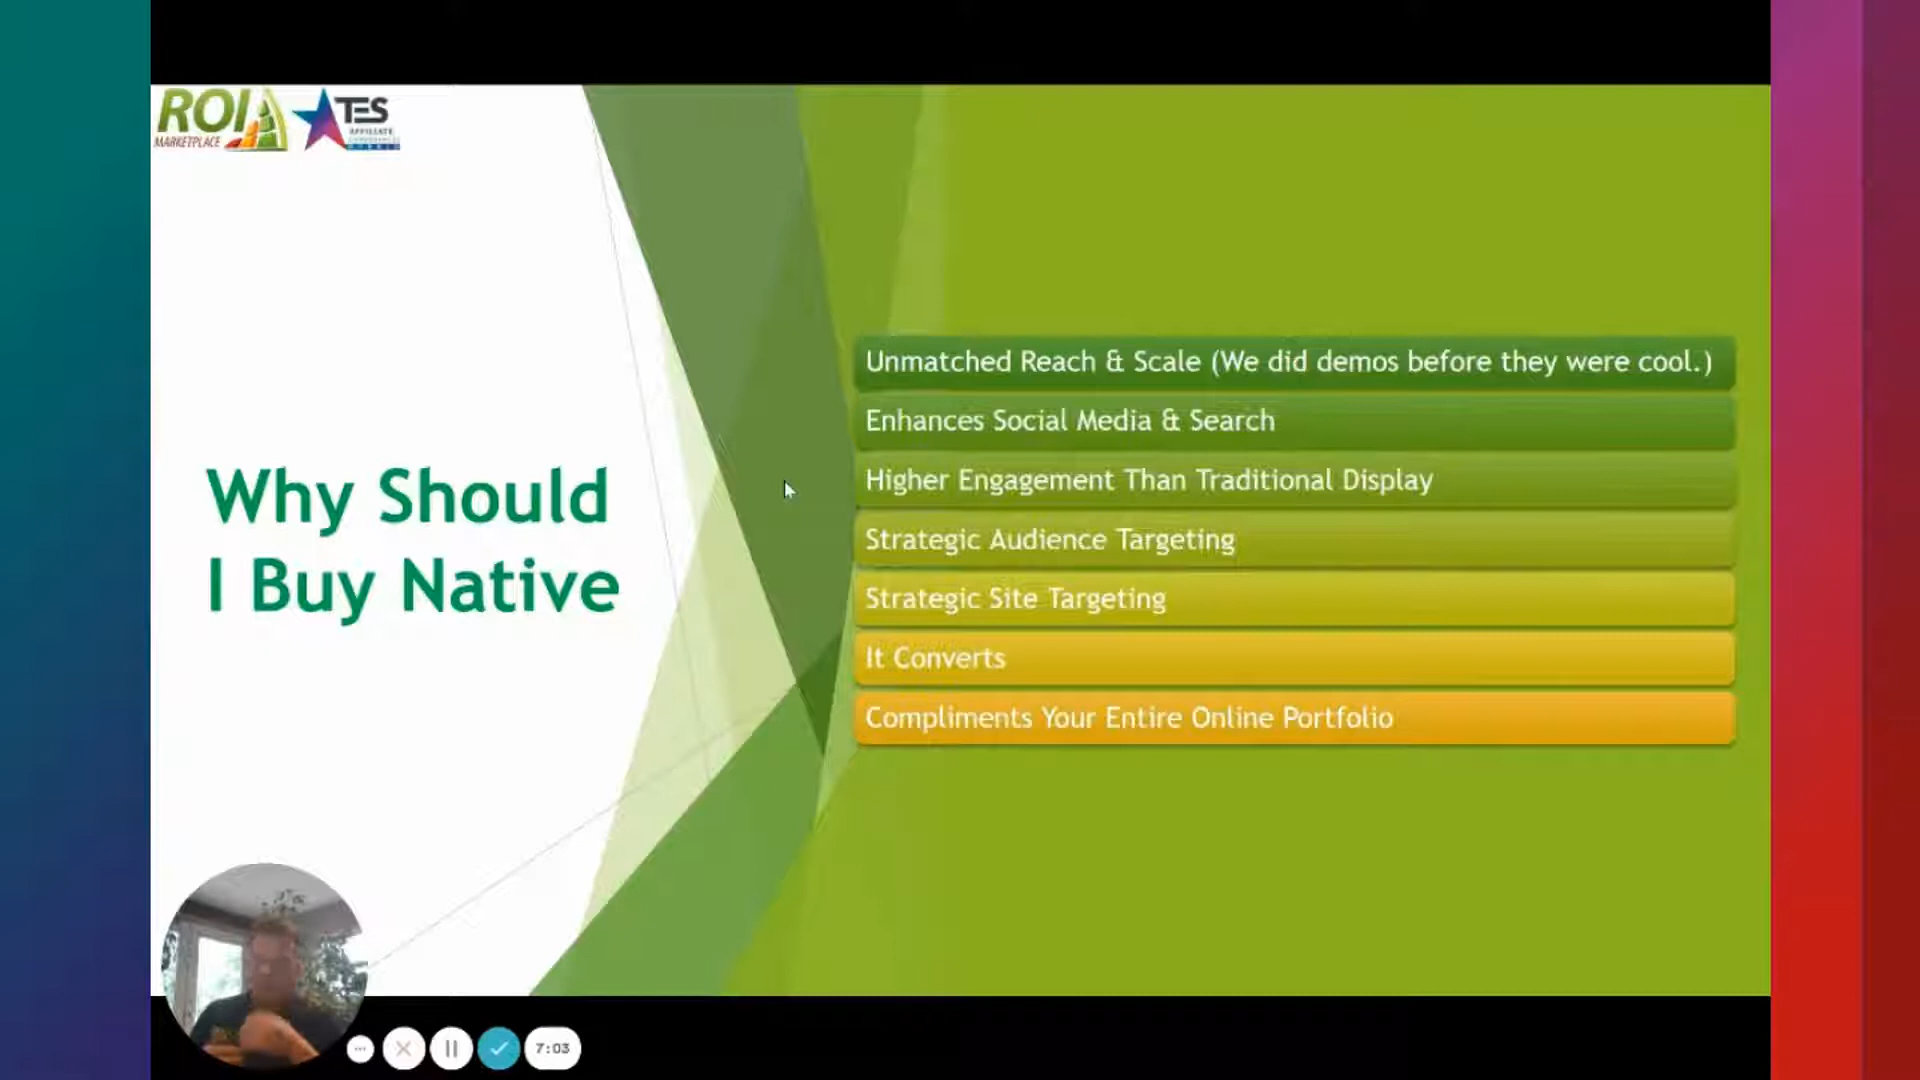 ROI
MARKETPLACE
TES
AFFILIATE
Why Should
I Buy Native
Unmatched Reach & Scale (We did demos before they were cool.)
Enhances Social Media & Search
Higher Engagement Than Traditional Display
Strategic Audience Targeting
Strategic Site Targeting
It Converts
Compliments Your Entire Online Portfolio
7:03